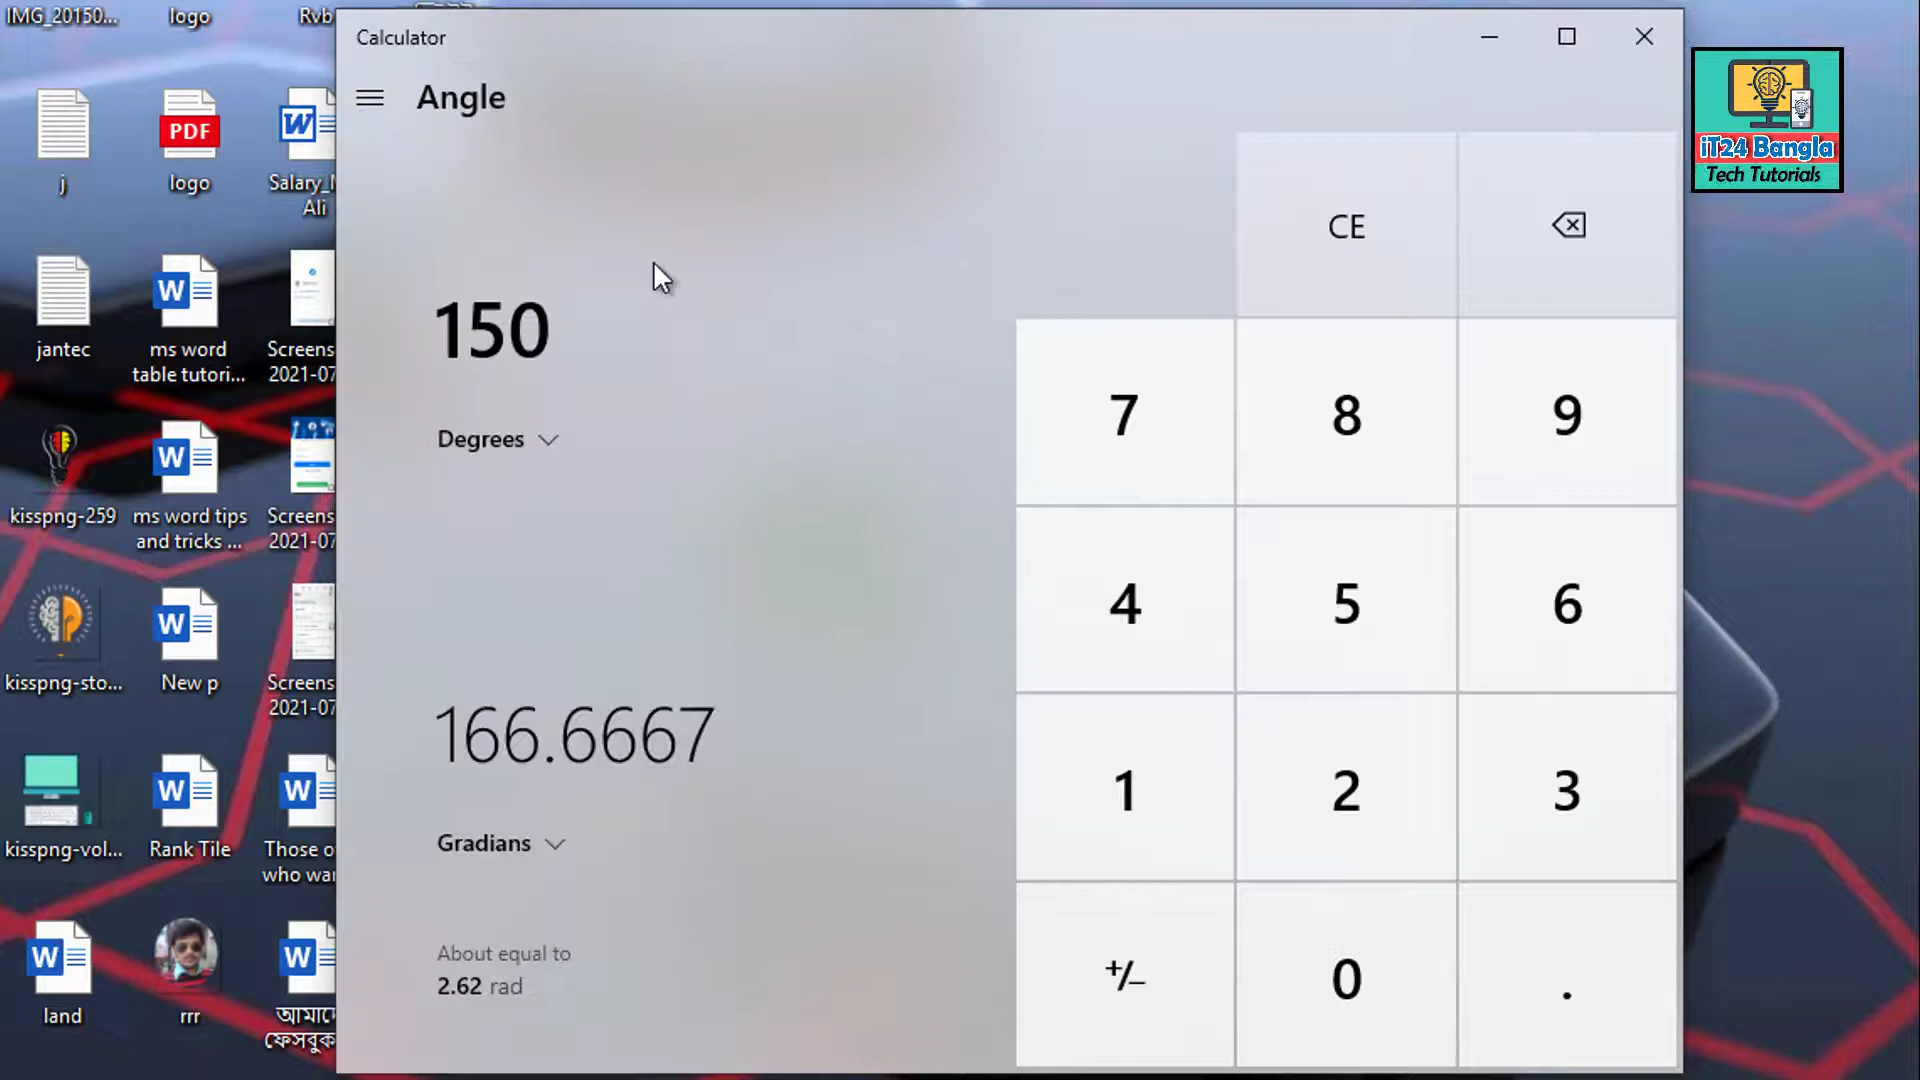 IMG_20150...
logo
Rvb
j
PDF
logo
W
Salary_
Ali
jantec
W
ms word
table tutori...
Screens
2021-07
kisspng-259
W
ms word tips
and tricks ...
Screens
2021-07
kisspng-sto...
W
New p
Screens
2021-07
kisspng-vol...
W
Rank Tile
W
Those o
who wa
W
land
rrr
W
ফেসবুক
Calculator
Angle
150
Degrees
166.6667
Gradians
About equal to
2.62 rad
CE
7
8
9
4
5
6
1
2
3
+/−
0
.
iT24 Bangla
Tech Tutorials